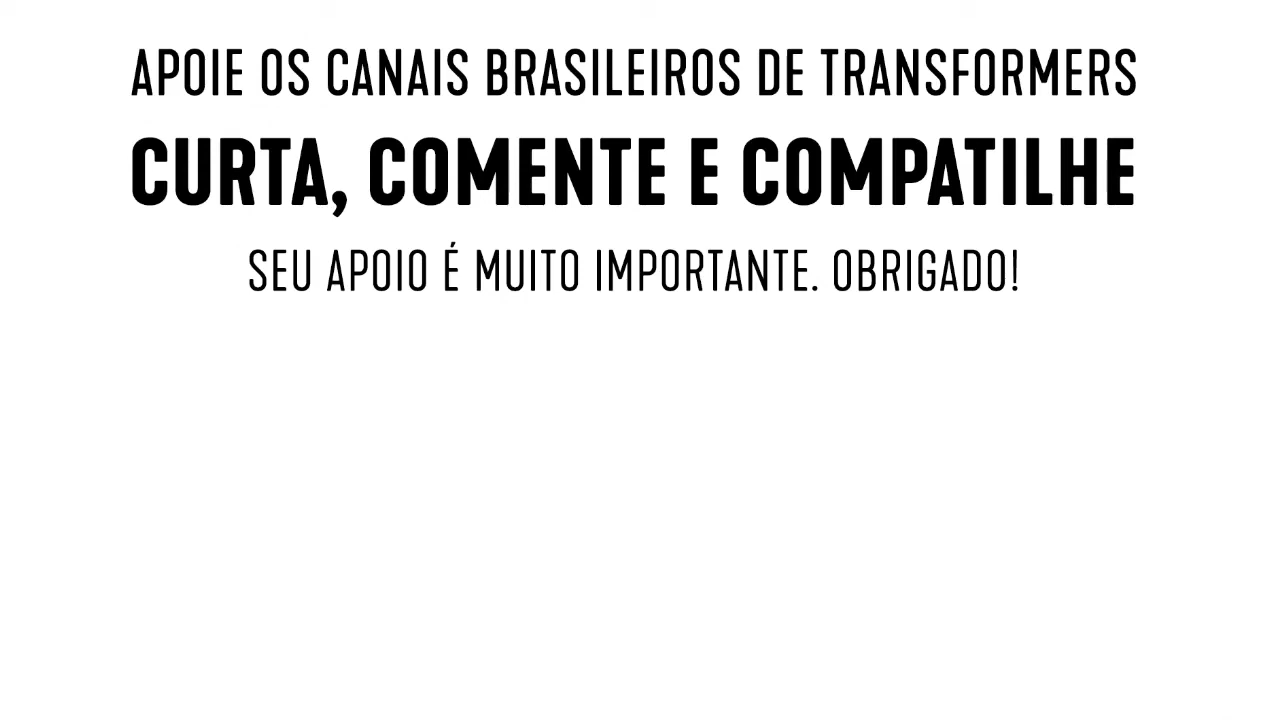 APOIE OS CANAIS BRASILEIROS DE TRANSFORMERS
CURTA, COMENTE E COMPATILHE
SEU APOIO É MUITO IMPORTANTE. OBRIGADO!